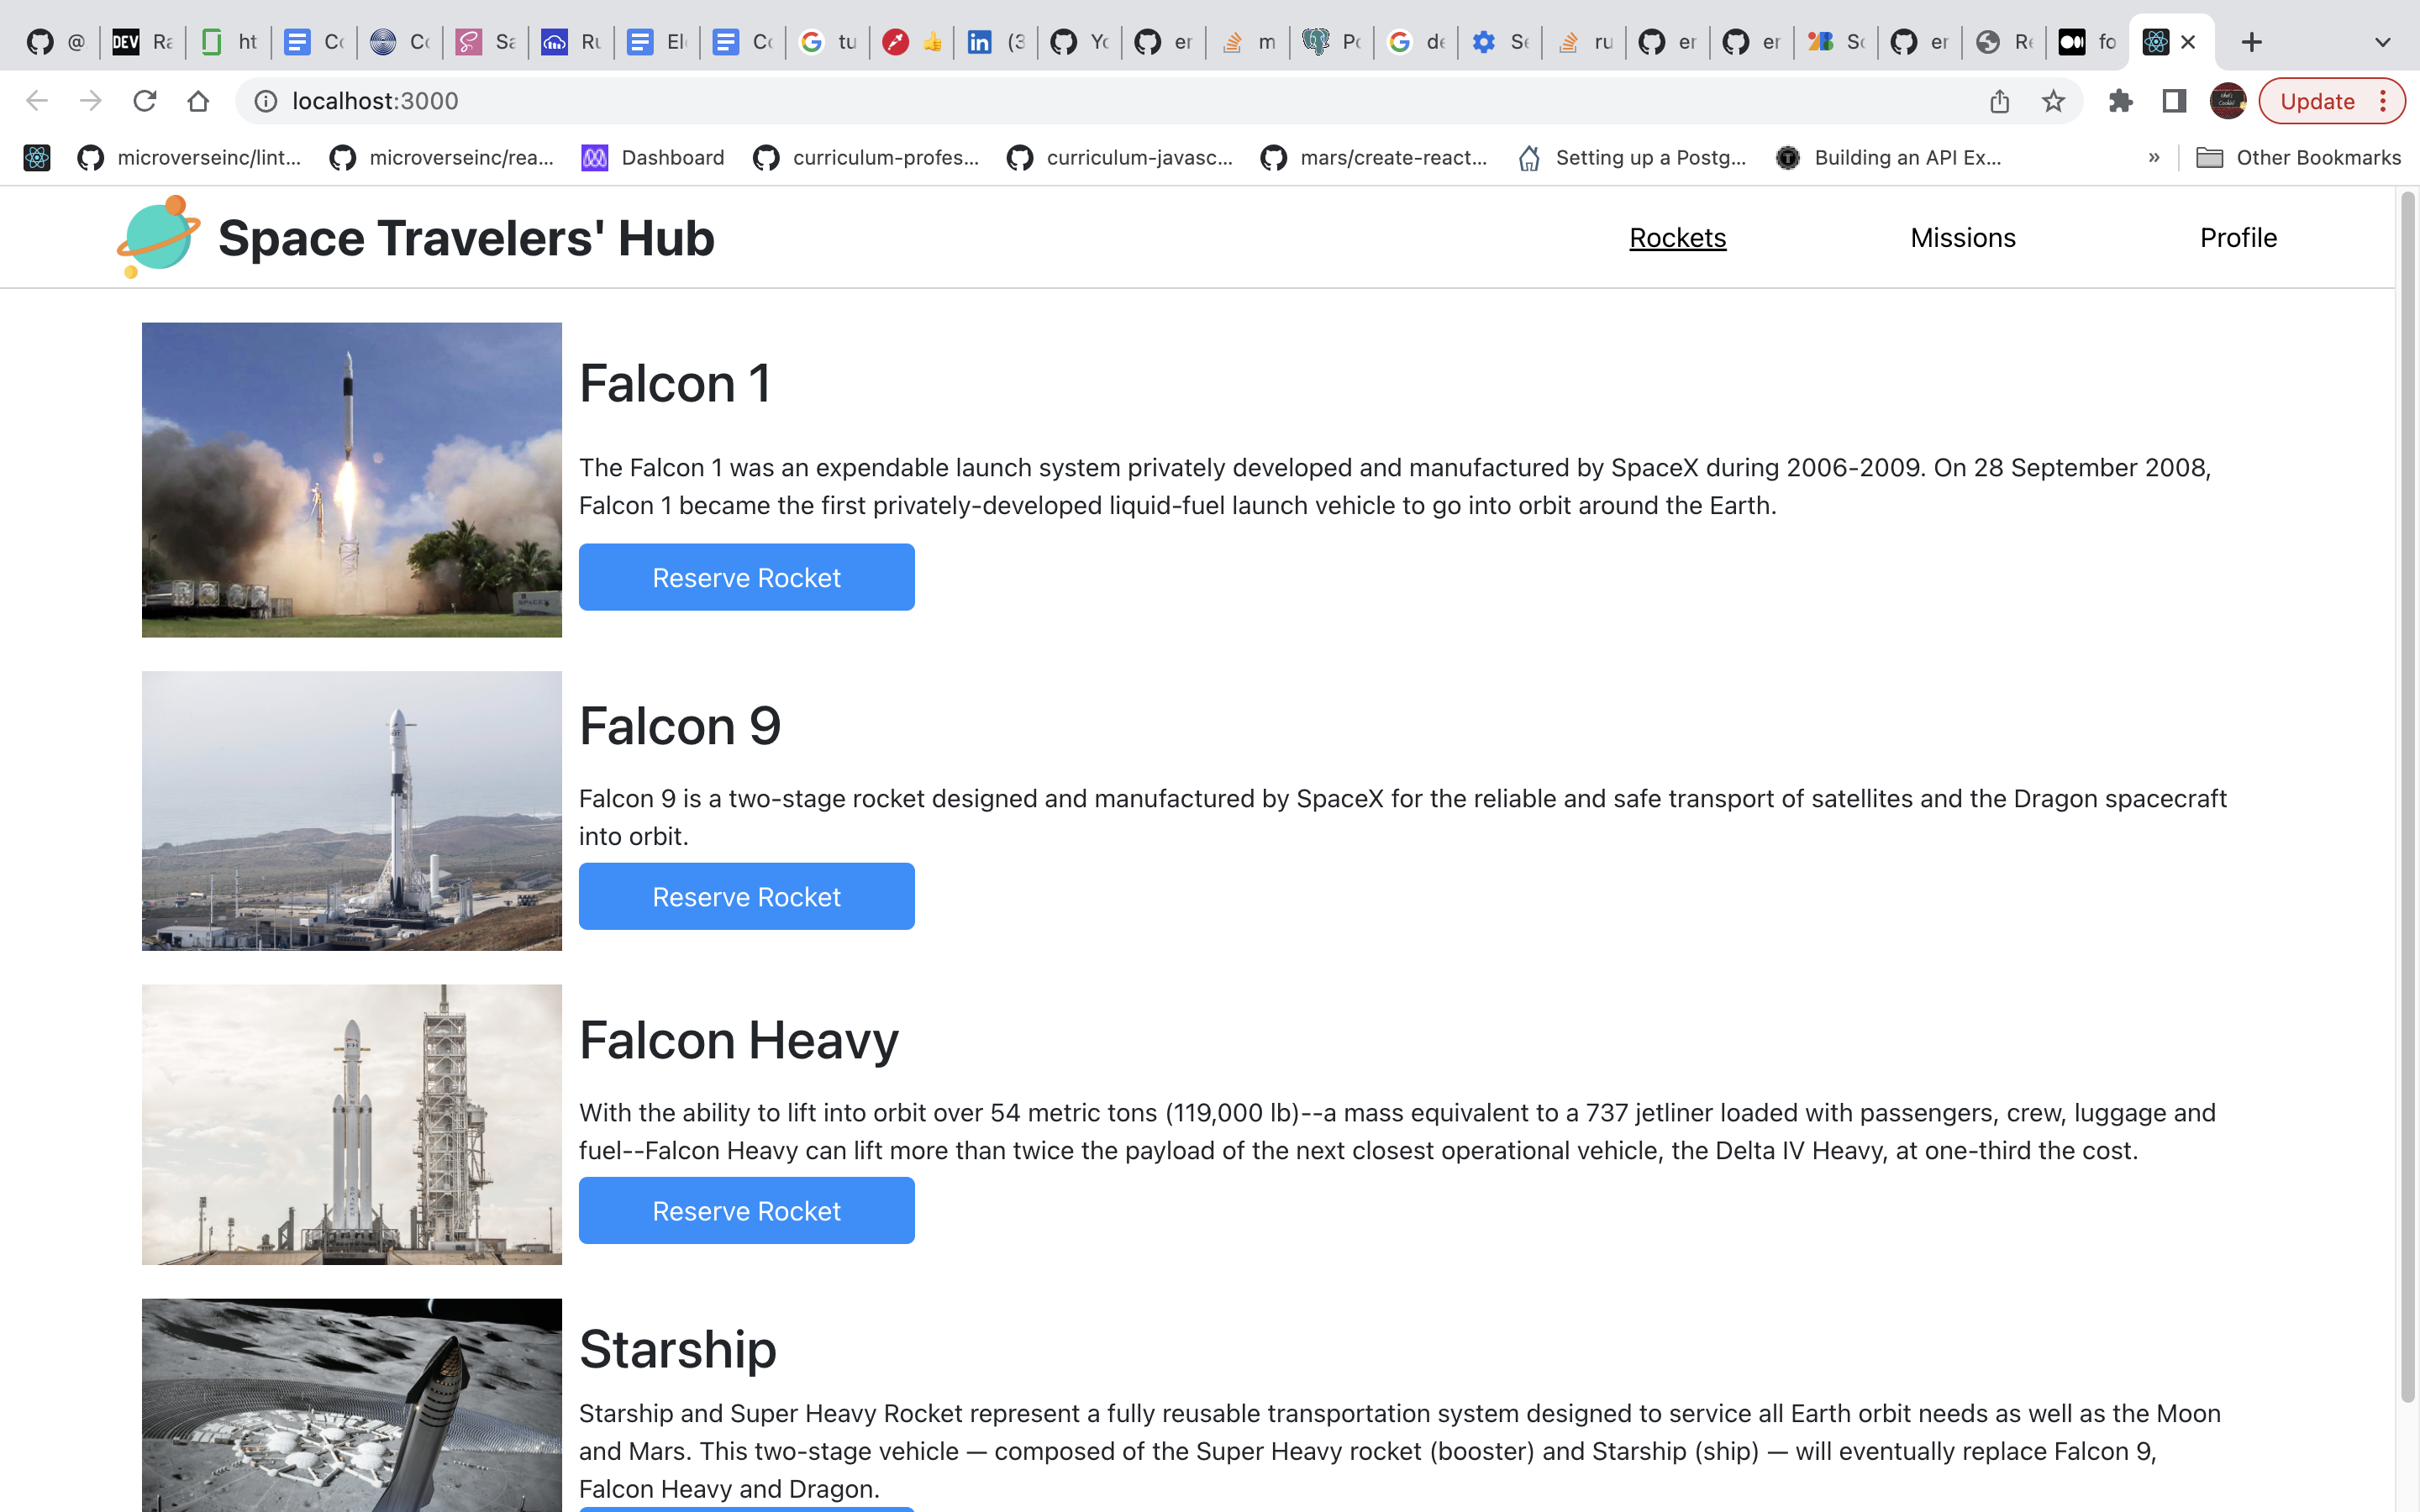 @ DEV Ra ht Co Co Sa Ru El Co tu (3 Yo er m Po de Se ru er er So er Re fo
localhost:3000 Update
microverseinc/lint... microverseinc/rea... Dashboard curriculum-profes... curriculum-javasc... mars/create-react... Setting up a Postg... Building an API Ex... » Other Bookmarks
Space Travelers' Hub Rockets Missions Profile
Falcon 1
The Falcon 1 was an expendable launch system privately developed and manufactured by SpaceX during 2006-2009. On 28 September 2008,
Falcon 1 became the first privately-developed liquid-fuel launch vehicle to go into orbit around the Earth.
Reserve Rocket
Falcon 9
Falcon 9 is a two-stage rocket designed and manufactured by SpaceX for the reliable and safe transport of satellites and the Dragon spacecraft
into orbit.
Reserve Rocket
Falcon Heavy
With the ability to lift into orbit over 54 metric tons (119,000 lb)--a mass equivalent to a 737 jetliner loaded with passengers, crew, luggage and
fuel--Falcon Heavy can lift more than twice the payload of the next closest operational vehicle, the Delta IV Heavy, at one-third the cost.
Reserve Rocket
Starship
Starship and Super Heavy Rocket represent a fully reusable transportation system designed to service all Earth orbit needs as well as the Moon
and Mars. This two-stage vehicle — composed of the Super Heavy rocket (booster) and Starship (ship) — will eventually replace Falcon 9,
Falcon Heavy and Dragon.